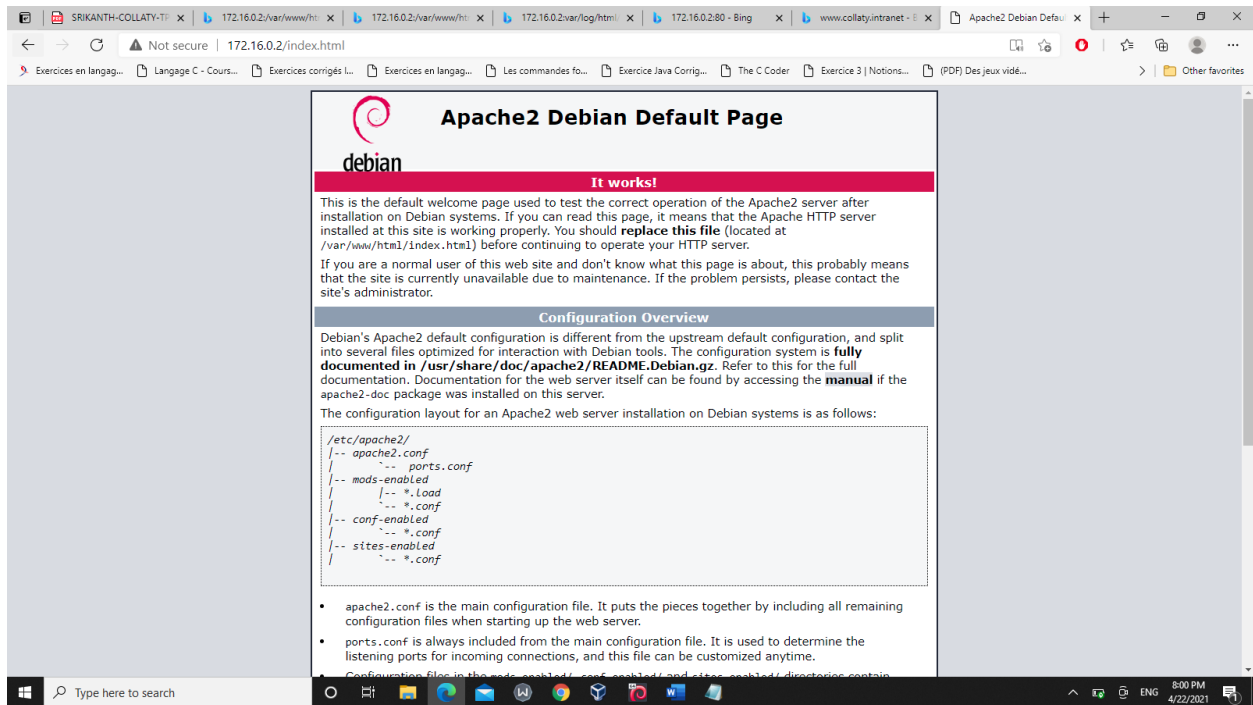 SRIKANTH-COLLATY-TP
172.16.0.2:/var/www/ht
172.16.0.2:/var/www/ht
172.16.0.2:var/log/html
172.16.0.2:80 - Bing
www.collaty.intranet - B
Apache2 Debian Defau
Not secure | 172.16.0.2/index.html
Exercices en langag...
Langage C - Cours...
Exercices corrigés l...
Exercices en langag...
Les commandes fo...
Exercice Java Corrig...
The C Coder
Exercice 3 | Notions...
(PDF) Des jeux vidé...
Other favorites
debian
Apache2 Debian Default Page
It works!
This is the default welcome page used to test the correct operation of the Apache2 server after
installation on Debian systems. If you can read this page, it means that the Apache HTTP server
installed at this site is working properly. You should replace this file (located at
/var/www/html/index.html) before continuing to operate your HTTP server.
If you are a normal user of this web site and don't know what this page is about, this probably means
that the site is currently unavailable due to maintenance. If the problem persists, please contact the
site's administrator.
Configuration Overview
Debian's Apache2 default configuration is different from the upstream default configuration, and split
into several files optimized for interaction with Debian tools. The configuration system is fully
documented in /usr/share/doc/apache2/README.Debian.gz. Refer to this for the full
documentation. Documentation for the web server itself can be found by accessing the manual if the
apache2-doc package was installed on this server.
The configuration layout for an Apache2 web server installation on Debian systems is as follows:
/etc/apache2/
|-- apache2.conf
|       `--  ports.conf
|-- mods-enabled
|       |-- *.load
|       `-- *.conf
|-- conf-enabled
|       `-- *.conf
|-- sites-enabled
|       `-- *.conf
• apache2.conf is the main configuration file. It puts the pieces together by including all remaining
configuration files when starting up the web server.
• ports.conf is always included from the main configuration file. It is used to determine the
listening ports for incoming connections, and this file can be customized anytime.
• Configuration files in the mods-enabled/, conf-enabled/ and sites-enabled/ directories contain
Type here to search
ENG
8:00 PM
4/22/2021
1